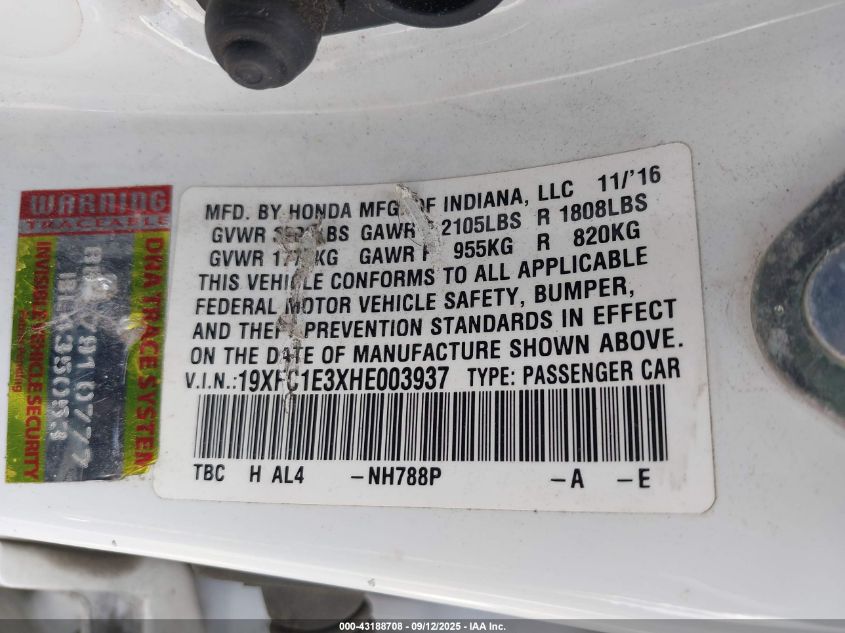 WARNING
TRACEABLE
DNA TRACE SYSTEM
INVISIBLE VEHICLE SECURITY
MFD. BY HONDA MFG. OF INDIANA, LLC 11/'16
GVWR LBS GAWR 2105LBS R 1808LBS
GVWR KG GAWR F 955KG R 820KG
THIS VEHICLE CONFORMS TO ALL APPLICABLE
FEDERAL MOTOR VEHICLE SAFETY, BUMPER,
AND THEFT PREVENTION STANDARDS IN EFFECT
ON THE DATE OF MANUFACTURE SHOWN ABOVE.
V.I.N.:19XFC1E3XHE003937 TYPE: PASSENGER CAR
TBC H AL4 -NH788P -A -E
000-43188708 - 09/12/2025 - IAA Inc.